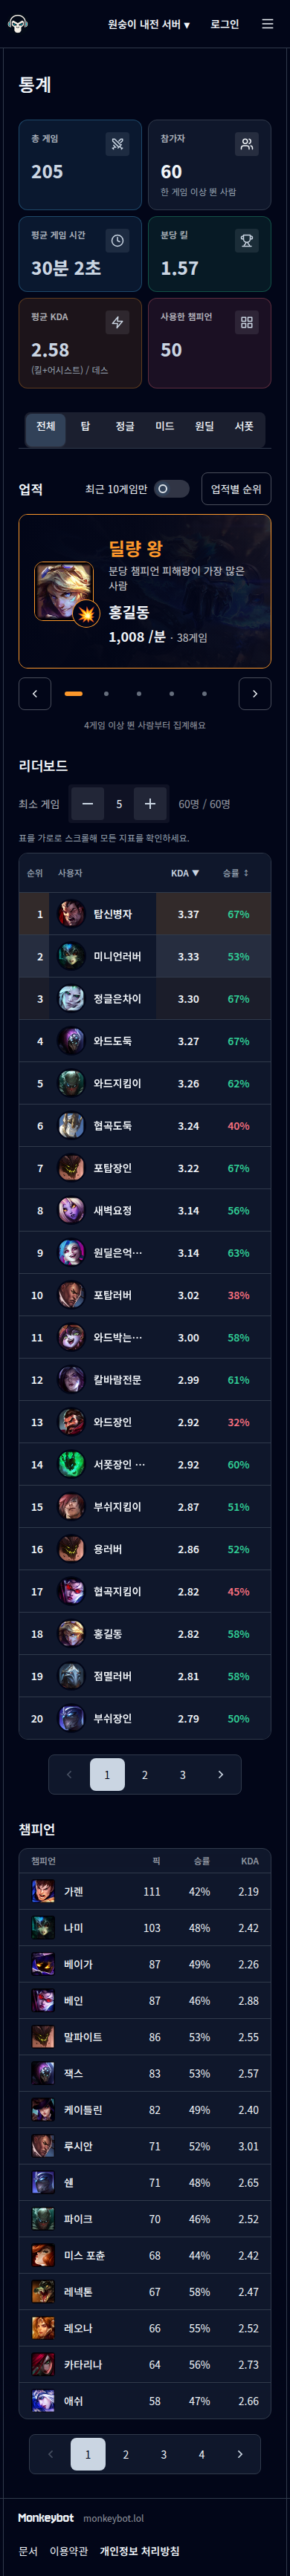 원숭이 내전 서버 ▾ 로그인
통계
총 게임
205
참가자
60
한 게임 이상 뛴 사람
평균 게임 시간
30분 2초
분당 킬
1.57
평균 KDA
2.58
(킬+어시스트) / 데스
사용한 챔피언
50
전체 탑 정글 미드 원딜 서폿
업적 최근 10게임만 업적별 순위
딜량 왕
분당 챔피언 피해량이 가장 많은
사람
홍길동
1,008 /분 · 38게임
4게임 이상 뛴 사람부터 집계해요
리더보드
최소 게임 − 5 + 60명 / 60명
표를 가로로 스크롤해 모든 지표를 확인하세요.
순위 사용자 KDA ▼ 승률 ↕
1 탑신병자 3.37 67%
2 미니언러버 3.33 53%
3 정글은차이 3.30 67%
4 와드도둑 3.27 67%
5 와드지킴이 3.26 62%
6 협곡도둑 3.24 40%
7 포탑장인 3.22 67%
8 새벽요정 3.14 56%
9 원딜은억… 3.14 63%
10 포탑러버 3.02 38%
11 와드박는… 3.00 58%
12 칼바람전문 2.99 61%
13 와드장인 2.92 32%
14 서폿장인 … 2.92 60%
15 부쉬지킴이 2.87 51%
16 용러버 2.86 52%
17 협곡지킴이 2.82 45%
18 홍길동 2.82 58%
19 점멸러버 2.81 58%
20 부쉬장인 2.79 50%
1 2 3
챔피언
챔피언 픽 승률 KDA
가렌 111 42% 2.19
나미 103 48% 2.42
베이가 87 49% 2.26
베인 87 46% 2.88
말파이트 86 53% 2.55
잭스 83 53% 2.57
케이틀린 82 49% 2.40
루시안 71 52% 3.01
쉔 71 48% 2.65
파이크 70 46% 2.52
미스 포츈 68 44% 2.42
레넥톤 67 58% 2.47
레오나 66 55% 2.52
카타리나 64 56% 2.73
애쉬 58 47% 2.66
1 2 3 4
Monkeybot monkeybot.lol
문서 이용약관 개인정보 처리방침